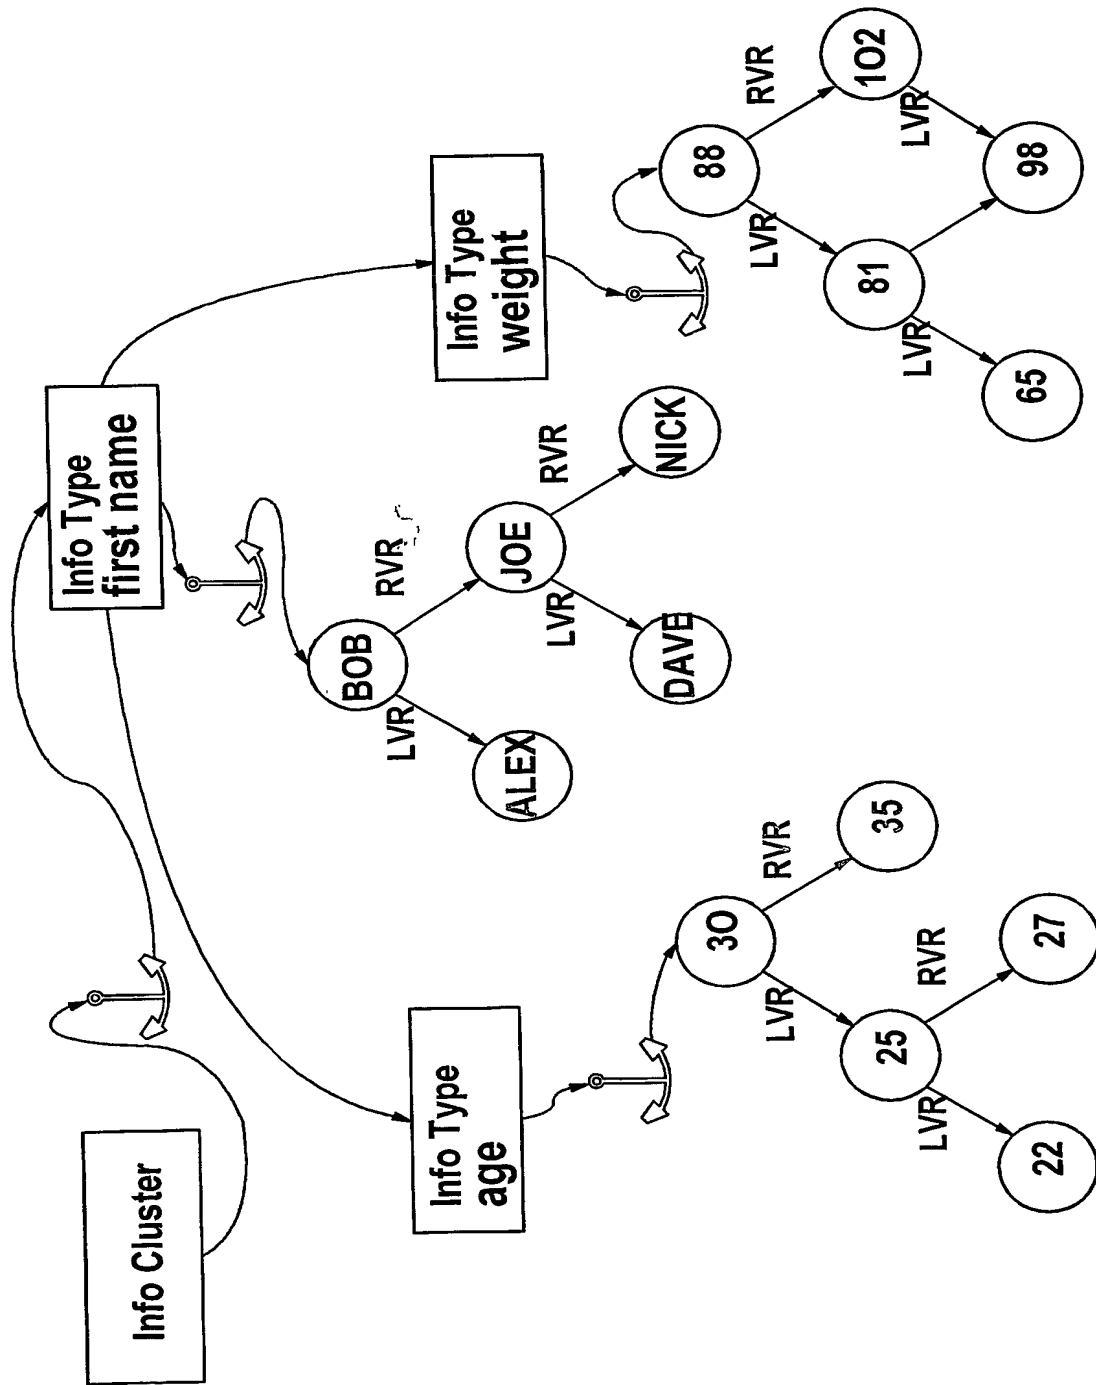 Info Cluster
Info Type
first name
Info Type
age
Info Type
weight
30
LVR
RVR
25
35
LVR
RVR
22
27
BOB
LVR
RVR
ALEX
JOE
LVR
RVR
DAVE
NICK
88
LVR
RVR
81
102
LVR
LVR
65
98